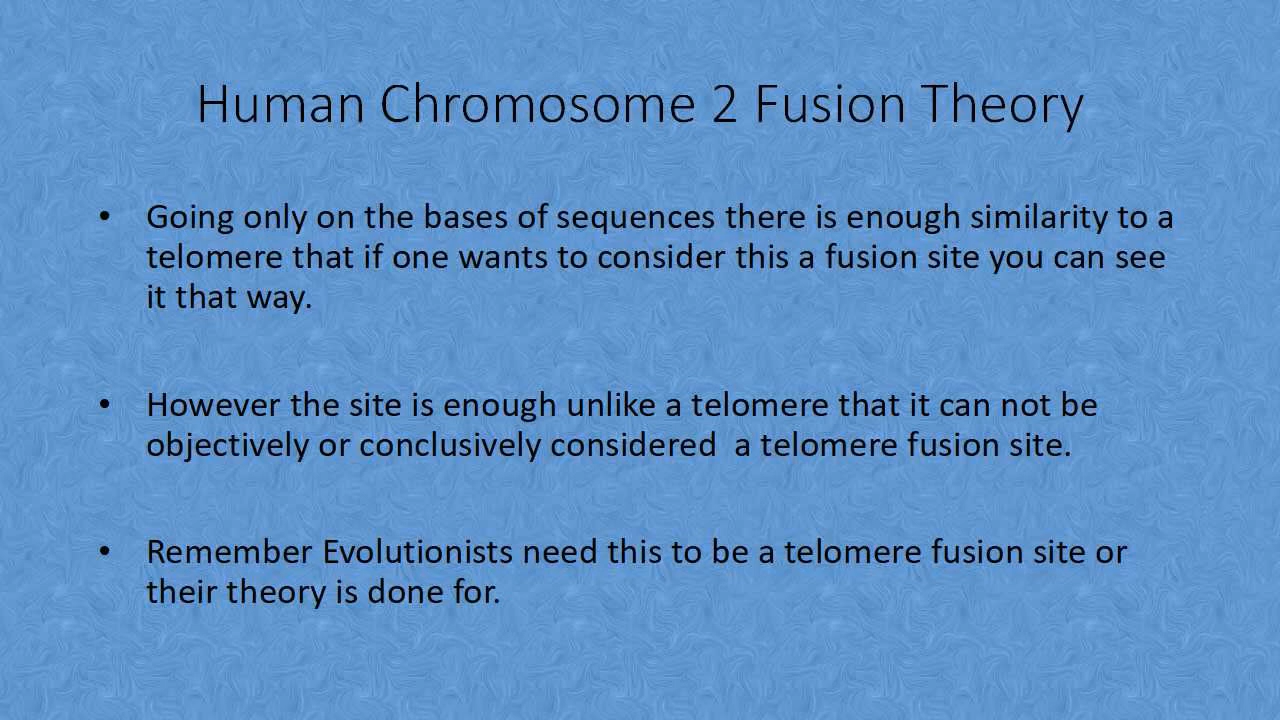 Human Chromosome 2 Fusion Theory
• Going only on the bases of sequences there is enough similarity to a
telomere that if one wants to consider this a fusion site you can see
it that way.
• However the site is enough unlike a telomere that it can not be
objectively or conclusively considered  a telomere fusion site.
• Remember Evolutionists need this to be a telomere fusion site or
their theory is done for.